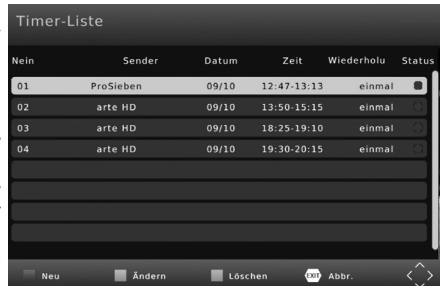 Timer-Liste
Nein Sender Datum Zeit Wiederholu Status
01 ProSieben 09/10 12:47-13:13 einmal
02 arte HD 09/10 13:50-15:15 einmal
03 arte HD 09/10 18:25-19:10 einmal
04 arte HD 09/10 19:30-20:15 einmal
Neu Ändern Löschen EXIT Abbr.